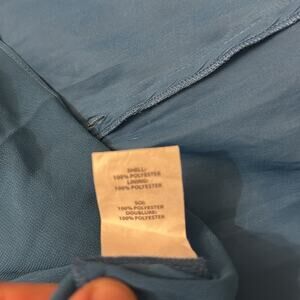 SHELL:
100% POLYESTER
LINING:
100% POLYESTER
SOI:
100% POLYESTER
DOUBLURE:
100% POLYESTER